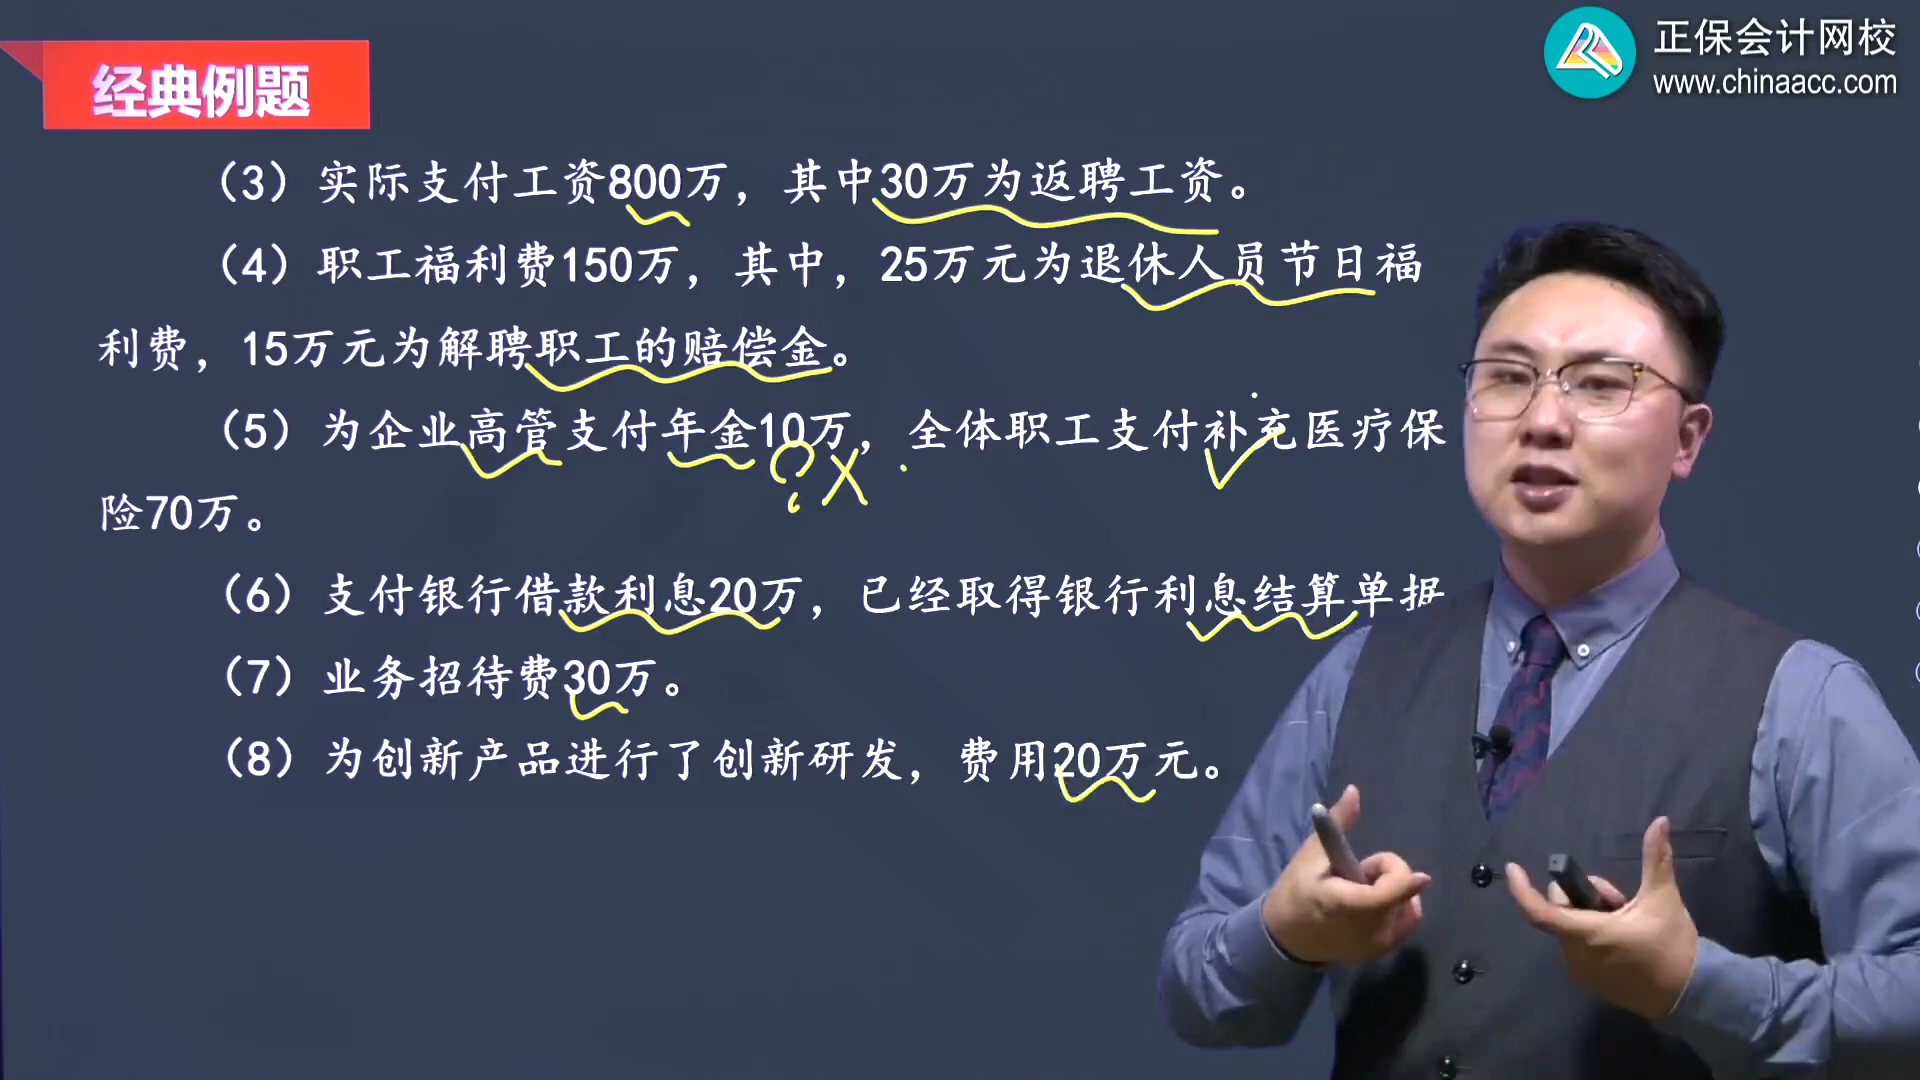 正保会计网校
www.chinaacc.com
经典例题
（3）实际支付工资800万，其中30万为返聘工资。
（4）职工福利费150万，其中，25万元为退休人员节日福
利费，15万元为解聘职工的赔偿金。
（5）为企业高管支付年金10万，全体职工支付补充医疗保
险70万。
（6）支付银行借款利息20万，已经取得银行利息结算单据
（7）业务招待费30万。
（8）为创新产品进行了创新研发，费用20万元。
？X